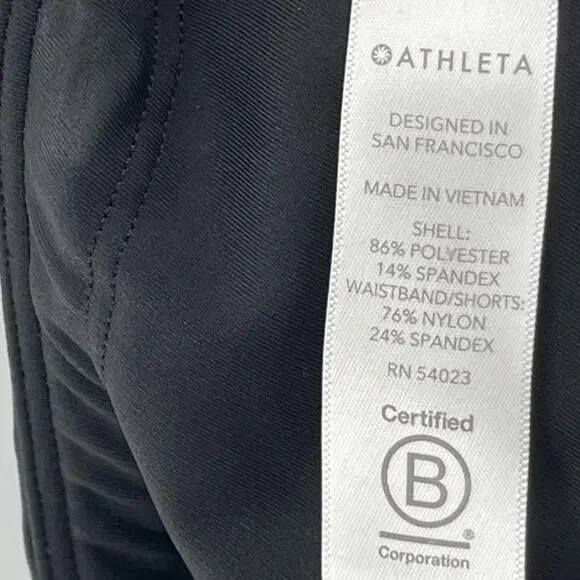 ATHLETA
DESIGNED IN
SAN FRANCISCO
MADE IN VIETNAM
SHELL:
86% POLYESTER
14% SPANDEX
WAISTBAND/SHORTS:
76% NYLON
24% SPANDEX
RN 54023
Certified
B
®
Corporation